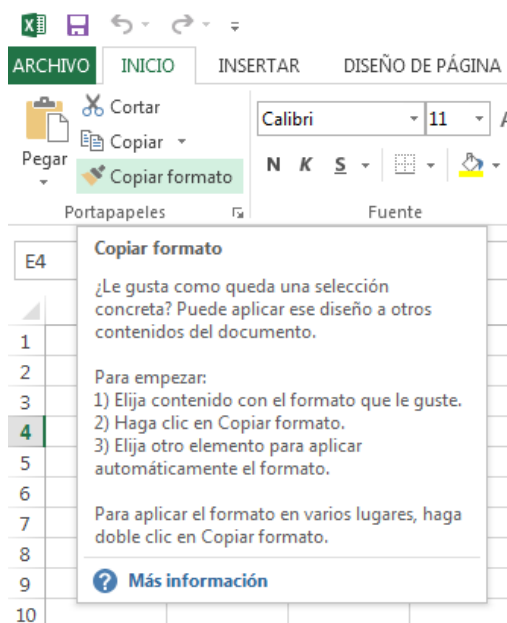 ARCHIVO INICIO INSERTAR DISEÑO DE PÁGINA
Cortar
Copiar
Pegar
Copiar formato
Calibri 11
N K S
Portapapeles Fuente
E4
Copiar formato
¿Le gusta como queda una selección
concreta? Puede aplicar ese diseño a otros
contenidos del documento.
Para empezar:
1) Elija contenido con el formato que le guste.
2) Haga clic en Copiar formato.
3) Elija otro elemento para aplicar
automáticamente el formato.
Para aplicar el formato en varios lugares, haga
doble clic en Copiar formato.
Más información
1
2
3
4
5
6
7
8
9
10